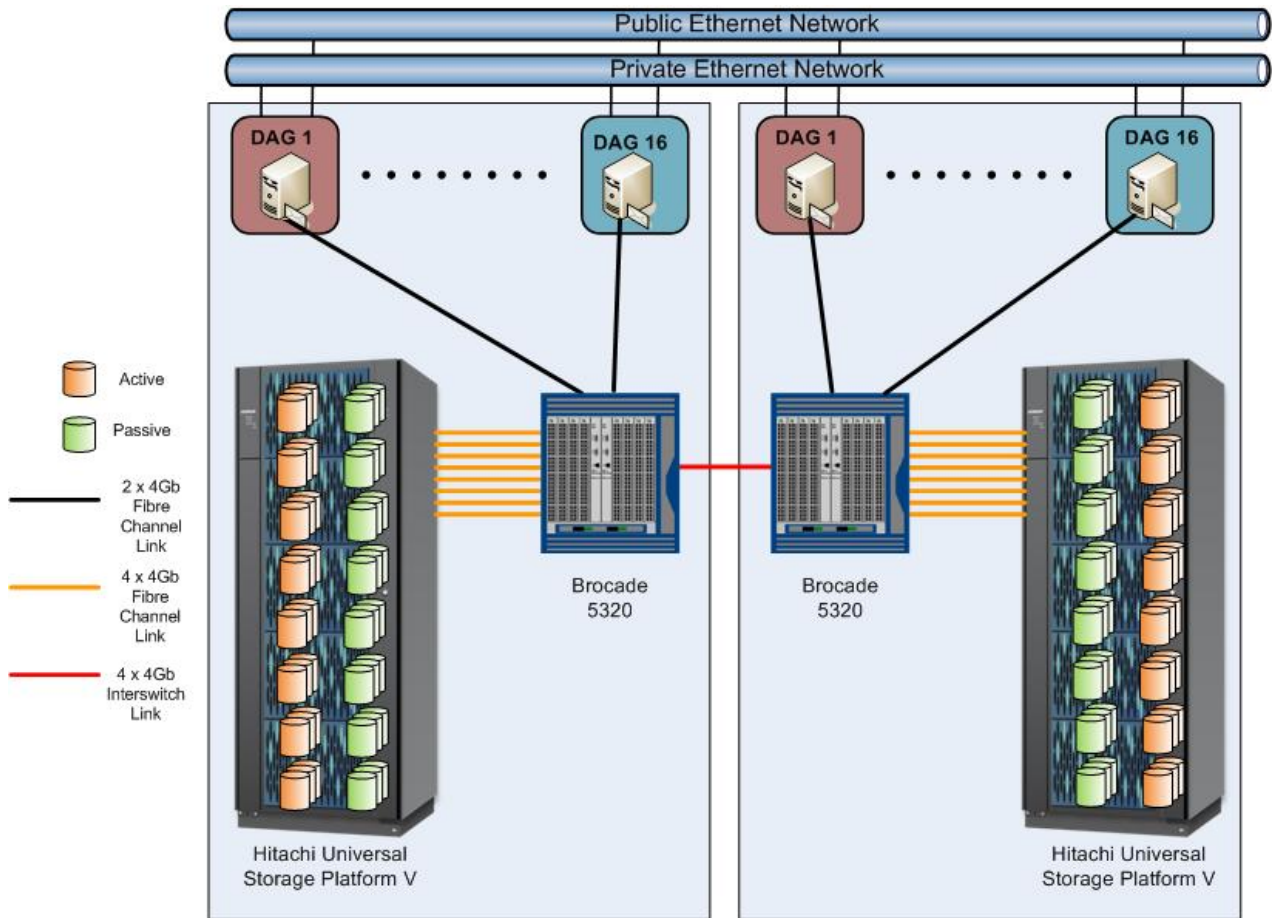 Public Ethernet Network
Private Ethernet Network
DAG 1
DAG 16
DAG 1
DAG 16
Active
Passive
2 x 4Gb
Fibre
Channel
Link
4 x 4Gb
Fibre
Channel
Link
4 x 4Gb
Interswitch
Link
Brocade
5320
Brocade
5320
Hitachi Universal
Storage Platform V
Hitachi Universal
Storage Platform V